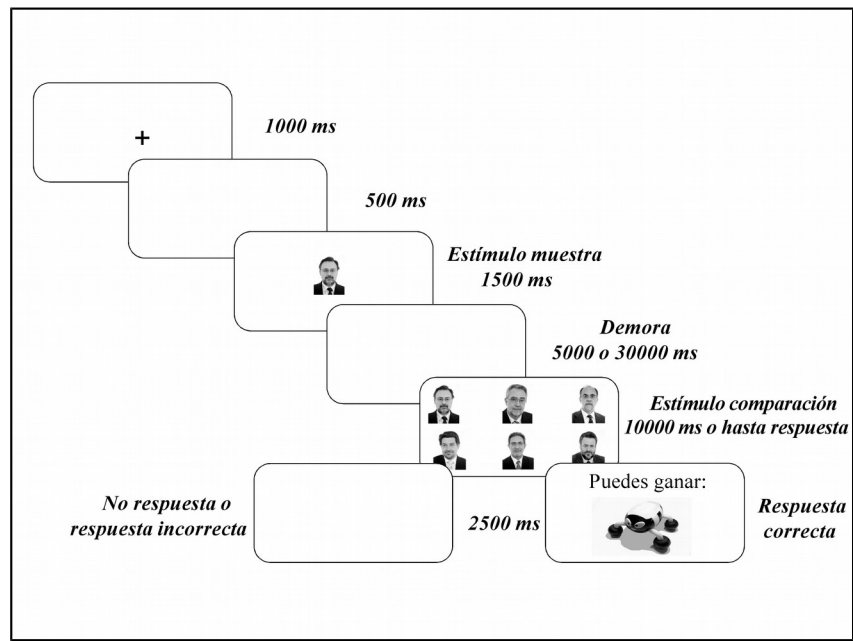 +
1000 ms
500 ms
Estímulo muestra
1500 ms
Demora
5000 o 30000 ms
Estímulo comparación
10000 ms o hasta respuesta
No respuesta o
respuesta incorrecta
2500 ms
Puedes ganar:
Respuesta
correcta